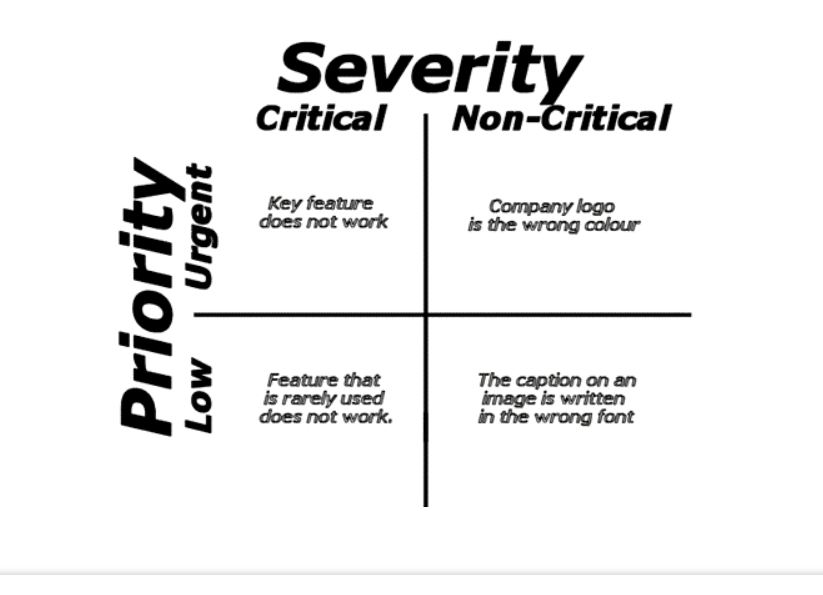 Severity
Critical
Non-Critical
Priority
Urgent
Low
Key feature
does not work
Company logo
is the wrong colour
Feature that
is rarely used
does not work.
The caption on an
image is written
in the wrong font